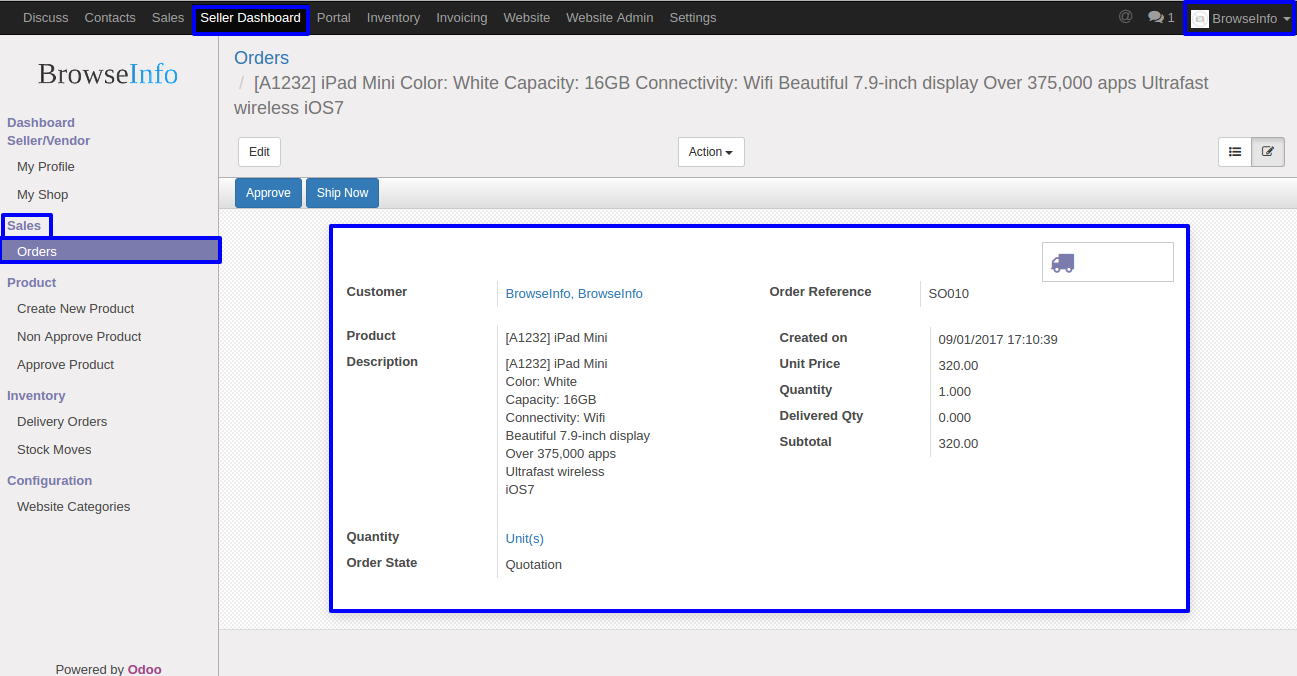 Discuss Contacts Sales Seller Dashboard Portal Inventory Invoicing Website Website Admin Settings @ 1 BrowseInfo
BrowseInfo
Dashboard
Seller/Vendor
My Profile
My Shop
Sales
Orders
Product
Create New Product
Non Approve Product
Approve Product
Inventory
Delivery Orders
Stock Moves
Configuration
Website Categories
Powered by Odoo
Orders
/ [A1232] iPad Mini Color: White Capacity: 16GB Connectivity: Wifi Beautiful 7.9-inch display Over 375,000 apps Ultrafast
wireless iOS7
Edit Action
Approve Ship Now
Customer BrowseInfo, BrowseInfo Order Reference SO010
Product [A1232] iPad Mini
Description [A1232] iPad Mini
Color: White
Capacity: 16GB
Connectivity: Wifi
Beautiful 7.9-inch display
Over 375,000 apps
Ultrafast wireless
iOS7
Created on 09/01/2017 17:10:39
Unit Price 320.00
Quantity 1.000
Delivered Qty 0.000
Subtotal 320.00
Quantity Unit(s)
Order State Quotation